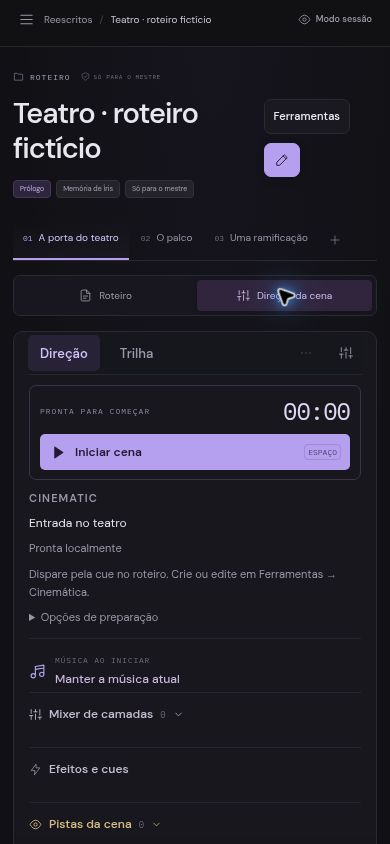 Reescritos / Teatro · roteiro fictício
Modo sessão
ROTEIRO
SÓ PARA O MESTRE
Teatro · roteiro
fictício
Ferramentas
Prólogo
Memória de Íris
Só para o mestre
01 A porta do teatro
02 O palco
03 Uma ramificação
Roteiro
da cena
Direção
Trilha
PRONTA PARA COMEÇAR
00:00
Iniciar cena
ESPAÇO
CINEMATIC
Entrada no teatro
Pronta localmente
Dispare pela cue no roteiro. Crie ou edite em Ferramentas →
Cinemática.
Opções de preparação
MÚSICA AO INICIAR
Manter a música atual
Mixer de camadas 0
Efeitos e cues
Pistas da cena 0